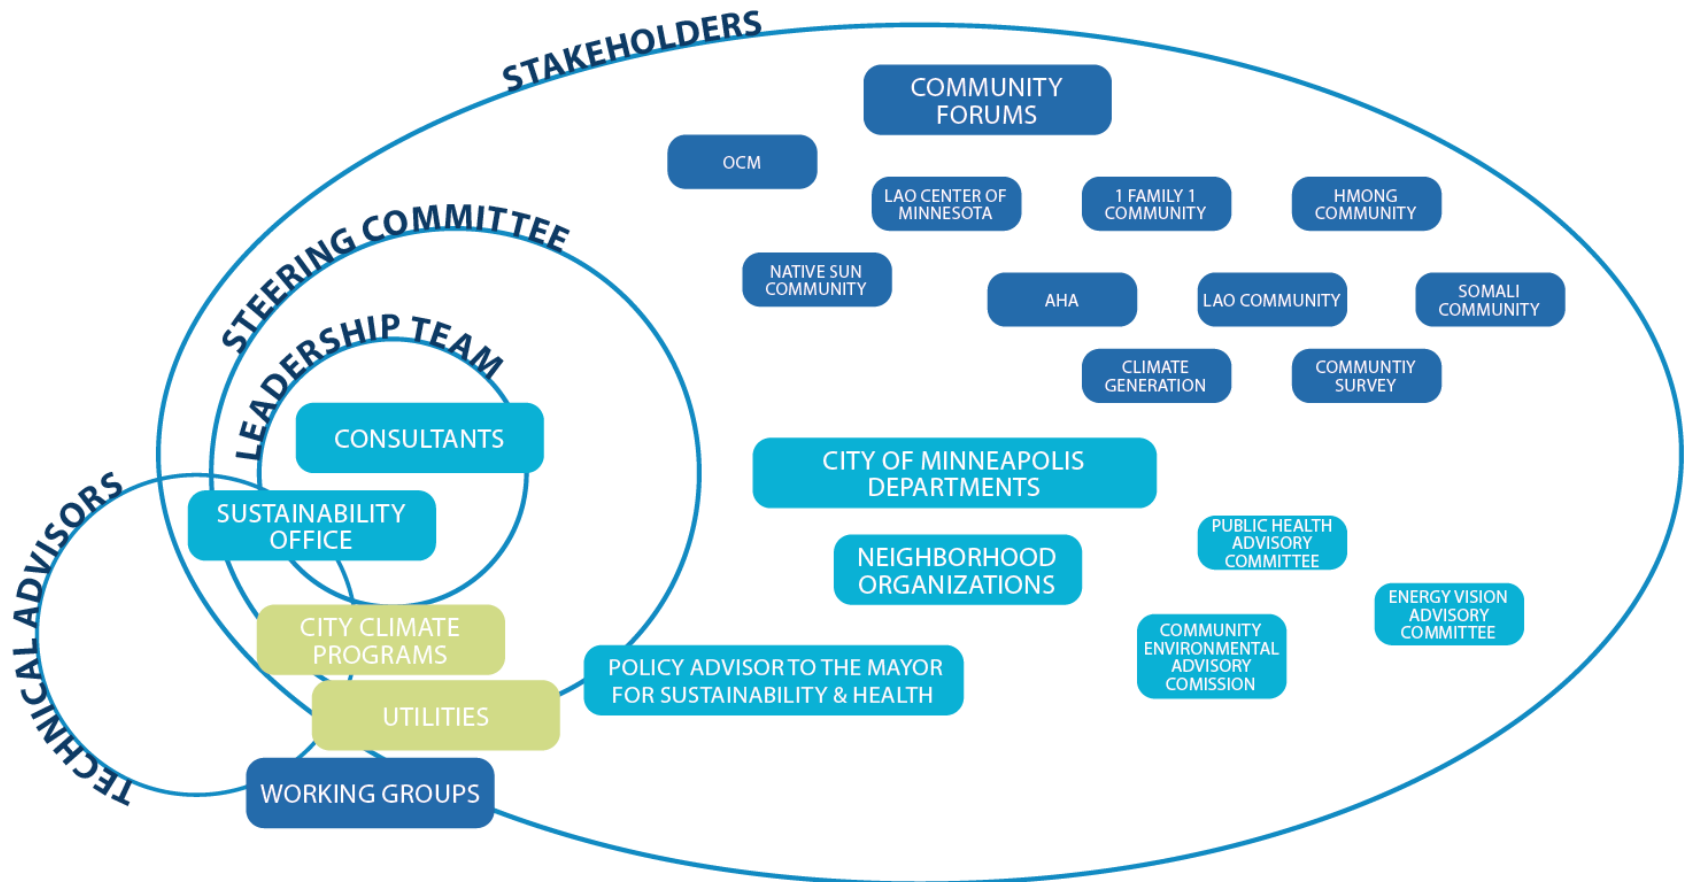 STAKEHOLDERS
COMMUNITY
FORUMS
OCM
LAO CENTER OF
MINNESOTA
1 FAMILY 1
COMMUNITY
HMONG
COMMUNITY
NATIVE SUN
COMMUNITY
AHA
LAO COMMUNITY
SOMALI
COMMUNITY
CLIMATE
GENERATION
COMMUNTIY
SURVEY
STEERING COMMITTEE
LEADERSHIP TEAM
CONSULTANTS
CITY OF MINNEAPOLIS
DEPARTMENTS
SUSTAINABILITY
OFFICE
NEIGHBORHOOD
ORGANIZATIONS
PUBLIC HEALTH
ADVISORY
COMMITTEE
ENERGY VISION
ADVISORY
COMMITTEE
COMMUNITY
ENVIRONMENTAL
ADVISORY
COMISSION
TECHNICAL ADVISORS
CITY CLIMATE
PROGRAMS
POLICY ADVISOR TO THE MAYOR
FOR SUSTAINABILITY & HEALTH
UTILITIES
WORKING GROUPS